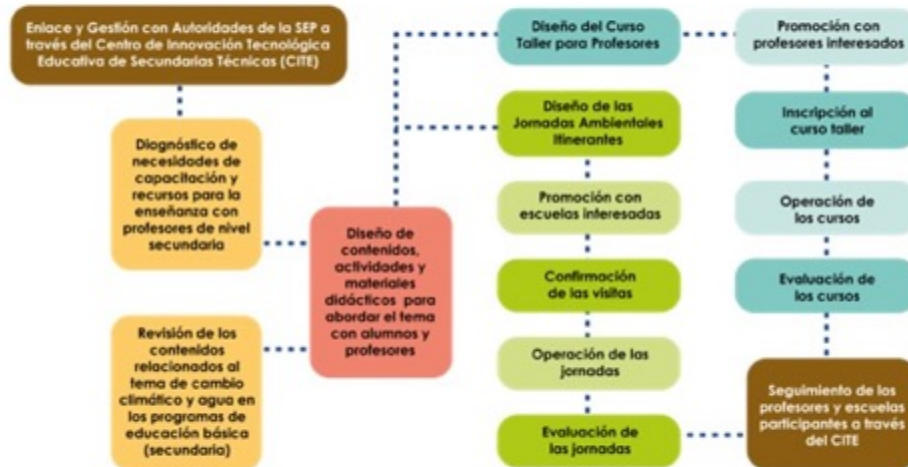 Enlace y Gestión con Autoridades de la SEP a
través del Centro de Innovación Tecnológica
Educativa de Secundarias Técnicas (CITE)
Diagnóstico de
necesidades de
capacitación y
recursos para la
enseñanza con
profesores de nivel
secundaria
Revisión de los
contenidos
relacionados al
tema de cambio
climático y agua en
los programas de
educación básica
(secundaria)
Diseño de
contenidos,
actividades y
materiales
didácticos para
abordar el tema
con alumnos y
profesores
Diseño del Curso
Taller para Profesores
Diseño de las
Jornadas Ambientales
Itinerantes
Promoción con
escuelas interesadas
Confirmación
de las visitas
Operación de las
jornadas
Evaluación de
las jornadas
Promoción con
profesores interesados
Inscripción al
curso taller
Operación de
los cursos
Evaluación de
los cursos
Seguimiento de los
profesores y escuelas
participantes a través
del CITE